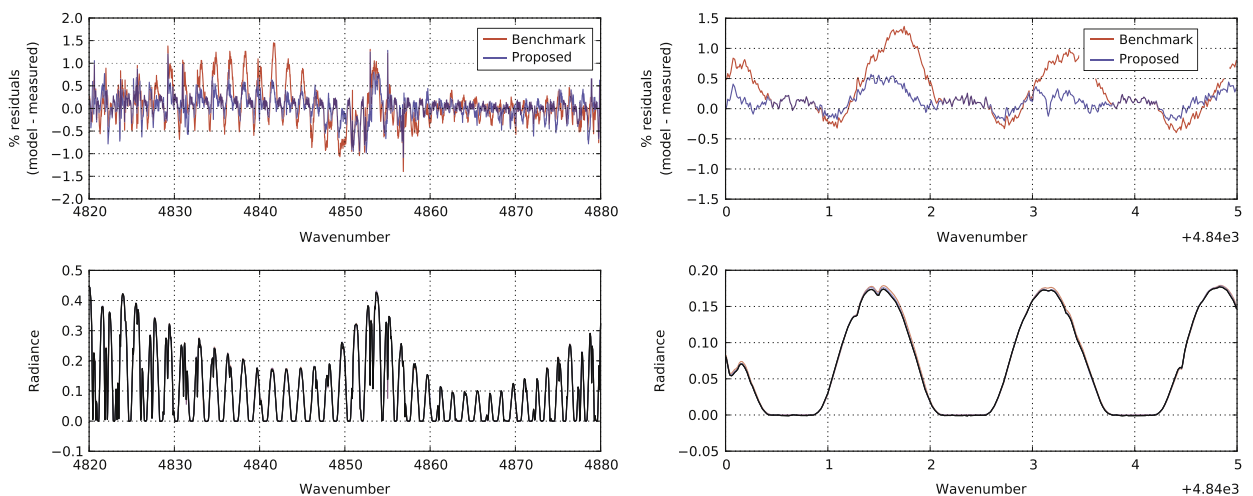 2.0
1.5
1.0
0.5
0.0
−0.5
−1.0
−1.5
−2.0
% residuals
(model - measured)
Benchmark
Proposed
4820 4830 4840 4850 4860 4870 4880
Wavenumber
1.5
1.0
0.5
0.0
−0.5
−1.0
−1.5
% residuals
(model - measured)
Benchmark
Proposed
0 1 2 3 4 5
Wavenumber
+4.84e3
0.5
0.4
0.3
0.2
0.1
0.0
−0.1
Radiance
4820 4830 4840 4850 4860 4870 4880
Wavenumber
0.20
0.15
0.10
0.05
0.00
−0.05
Radiance
0 1 2 3 4 5
Wavenumber
+4.84e3